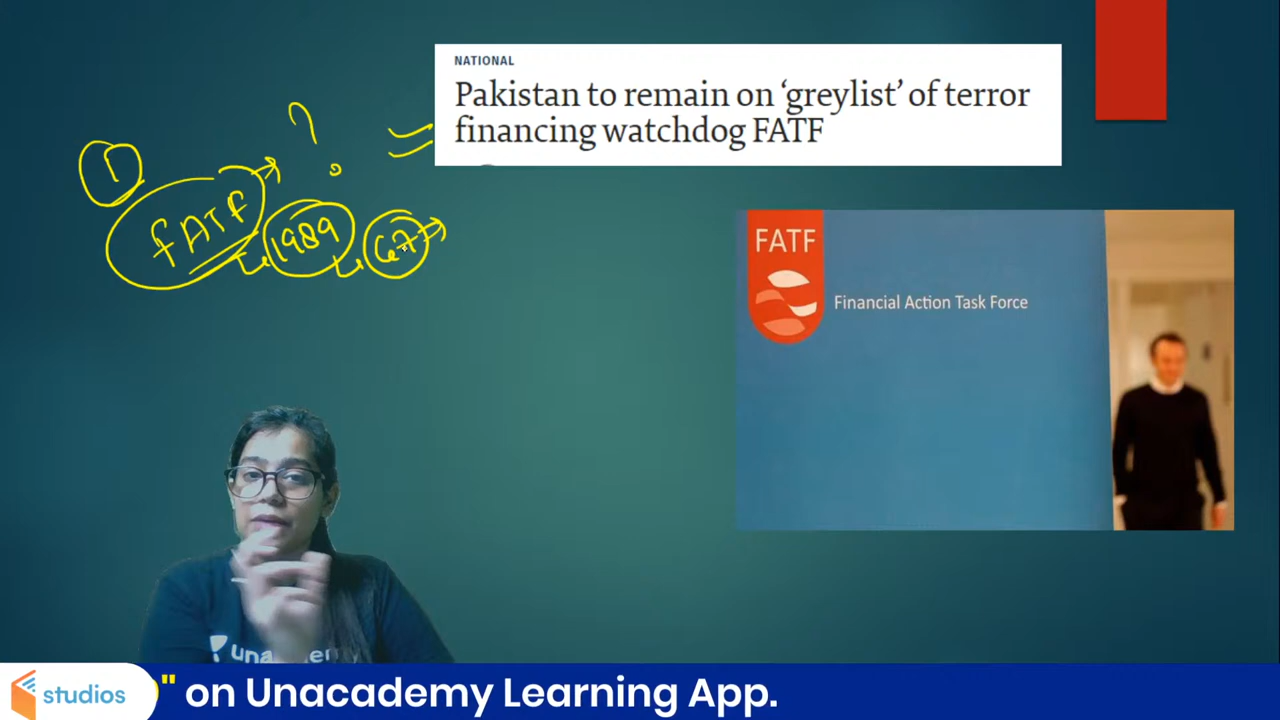 NATIONAL
Pakistan to remain on ‘greylist’ of terror
financing watchdog FATF
1
?
=
FATF
1989
G7
FATF
Financial Action Task Force
una
studios
" on Unacademy Learning App.